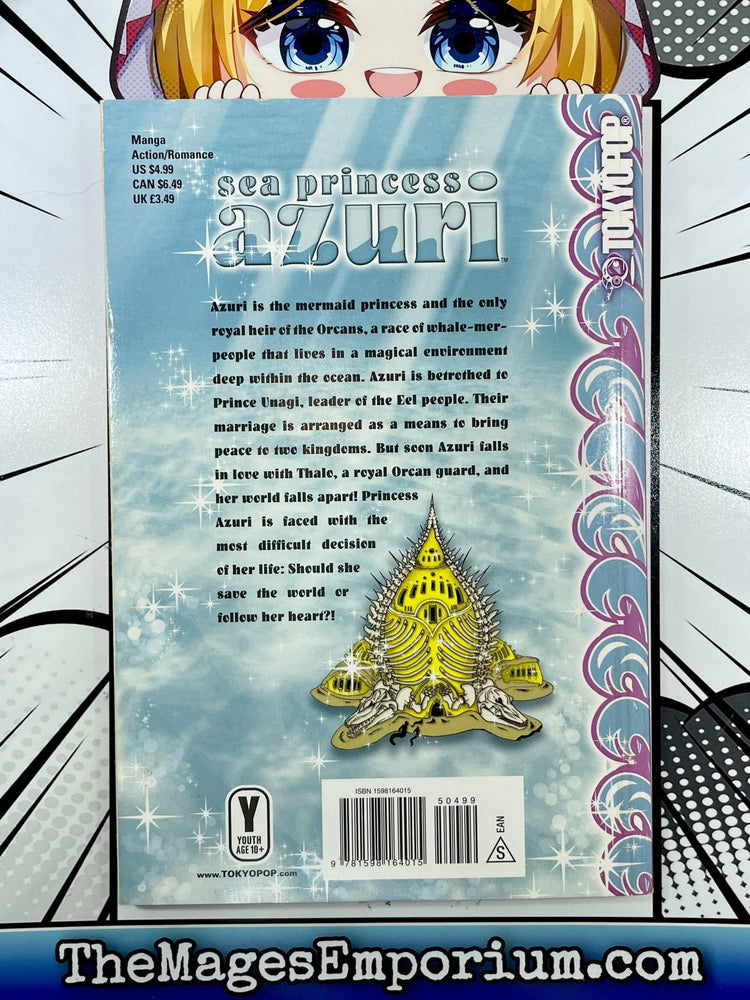 Manga
Action/Romance
US $4.99
CAN $6.49
UK £3.49
sea princess
azuri
TM
TOKYOPOP®
Azuri is the mermaid princess and the only
royal heir of the Orcans, a race of whale-mer-
people that lives in a magical environment
deep within the ocean. Azuri is betrothed to
Prince Unagi, leader of the Eel people. Their
marriage is arranged as a means to bring
peace to two kingdoms. But soon Azuri falls
in love with Thalo, a royal Orcan guard, and
her world falls apart! Princess
Azuri is faced with the
most difficult decision
of her life: Should she
save the world or
follow her heart?!
Y
YOUTH
AGE 10+
www.TOKYOPOP.com
ISBN 1598164015
50499
9 781598 164015
S
EAN
TheMagesEmporium.com